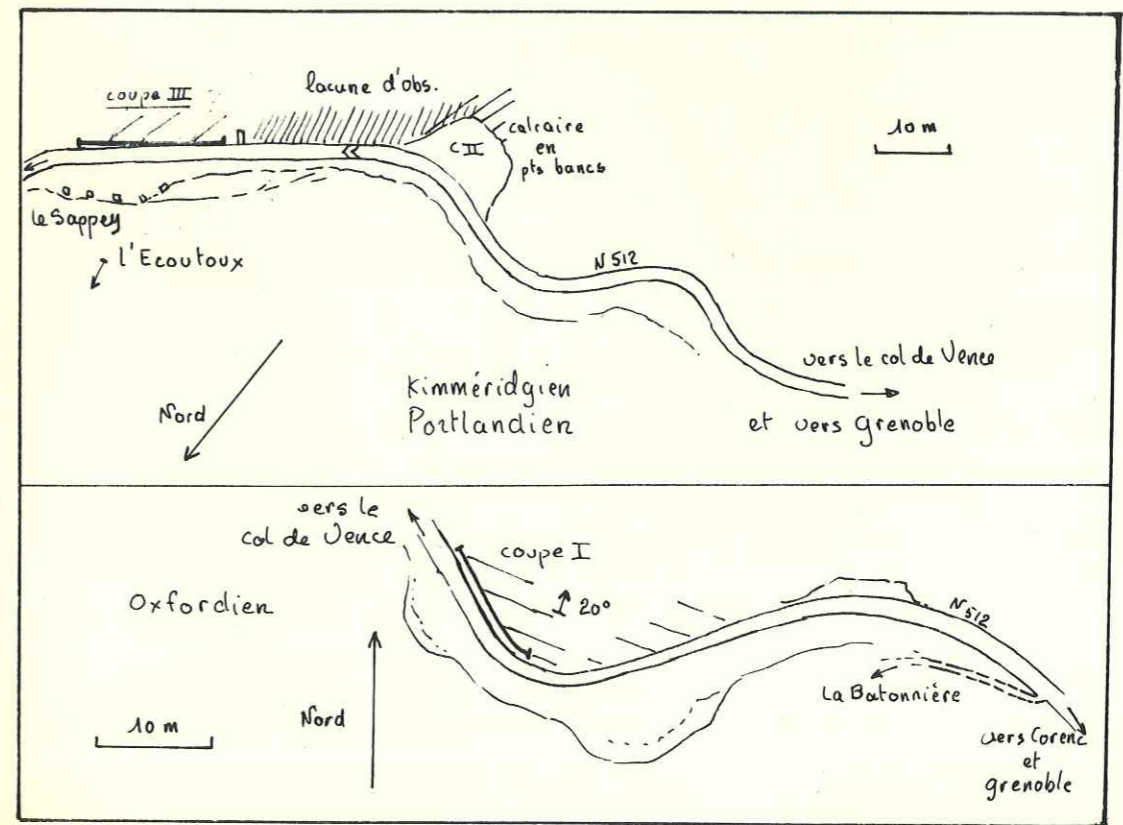 coupe III
lacune d'obs.
C II
calcaire
en
pts bancs
10 m
le Sappey
l'Ecoutoux
N 512
Nord
Kimméridgien
Portlandien
vers le col de Vence
et vers Grenoble
vers le
col de Vence
coupe I
20°
Oxfordien
N 512
10 m
Nord
La Batonnière
vers Corenc
et
grenoble